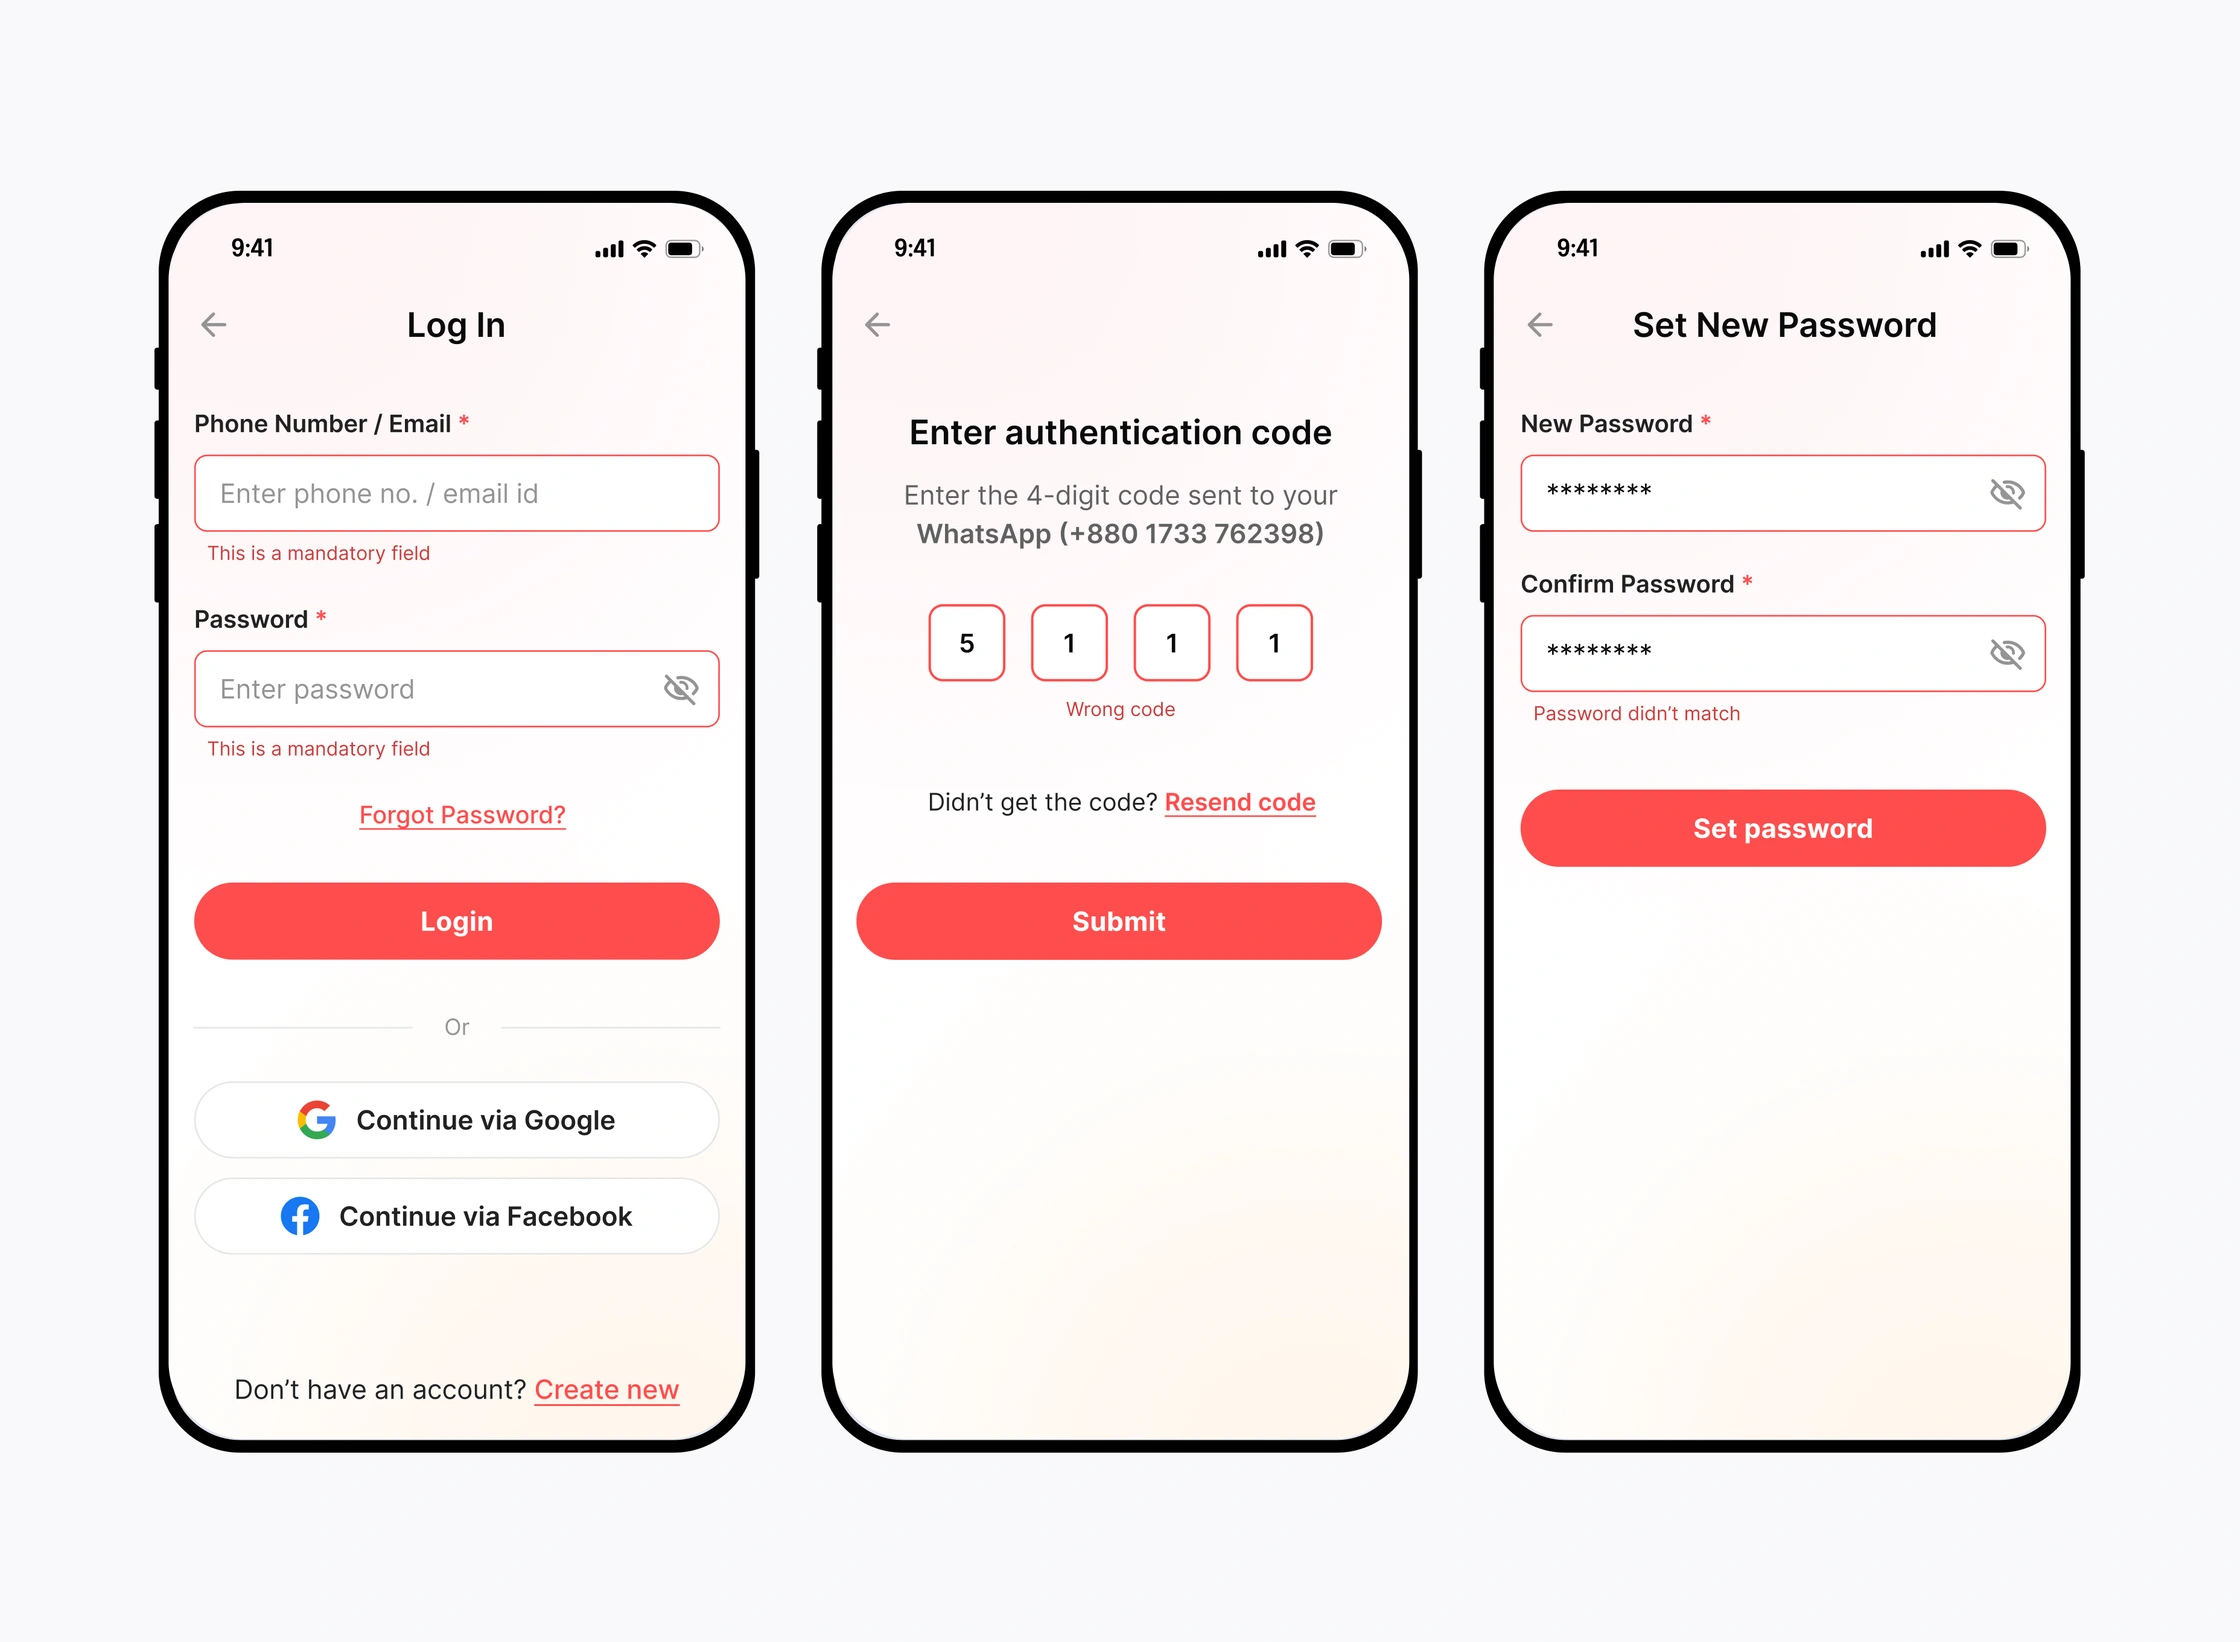 9:41
Log In
Phone Number / Email *
Enter phone no. / email id
This is a mandatory field
Password *
Enter password
This is a mandatory field
Forgot Password?
Login
Or
Continue via Google
Continue via Facebook
Don’t have an account? Create new
9:41
Enter authentication code
Enter the 4-digit code sent to your
WhatsApp (+880 1733 762398)
5 1 1 1
Wrong code
Didn’t get the code? Resend code
Submit
9:41
Set New Password
New Password *
********
Confirm Password *
********
Password didn’t match
Set password